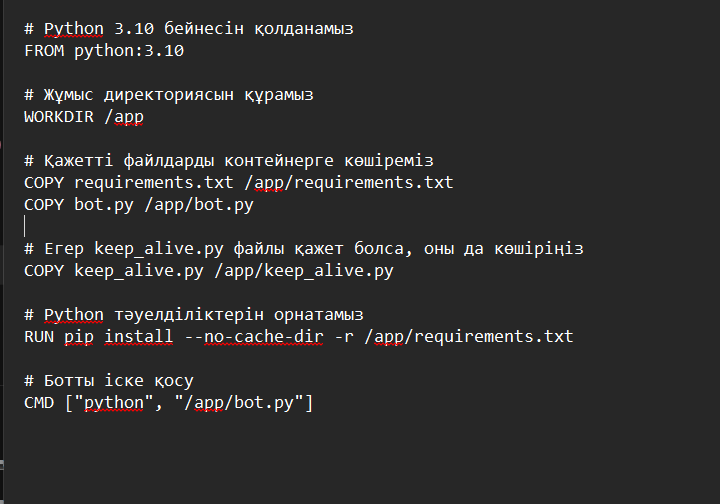 # Python 3.10 бейнесін қолданамыз
FROM python:3.10
# Жұмыс директориясын құрамыз
WORKDIR /app
# Қажетті файлдарды контейнерге көшіреміз
COPY requirements.txt /app/requirements.txt
COPY bot.py /app/bot.py
# Егер keep_alive.py файлы қажет болса, оны да көшіріңіз
COPY keep_alive.py /app/keep_alive.py
# Python тәуелділіктерін орнатамыз
RUN pip install --no-cache-dir -r /app/requirements.txt
# Ботты іске қосу
CMD ["python", "/app/bot.py"]